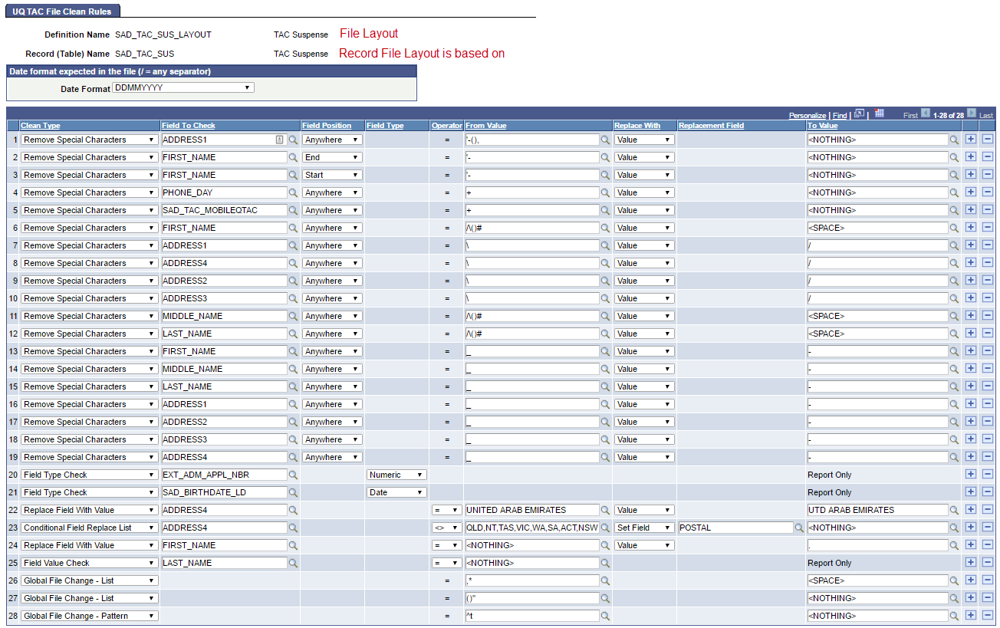 UQ TAC File Clean Rules
Definition Name SAD_TAC_SUS_LAYOUT TAC Suspense File Layout
Record (Table) Name SAD_TAC_SUS TAC Suspense Record File Layout is based on
Date format expected in the file (/ = any separator)
Date Format DDMMYYYY
Personalize | Find | | First 1-28 of 28 Last
Clean Type Field To Check Field Position Field Type Operator From Value Replace With Replacement Field To Value
1 Remove Special Characters ADDRESS1 Anywhere = '-(), Value <NOTHING>
2 Remove Special Characters FIRST_NAME End = '- Value <NOTHING>
3 Remove Special Characters FIRST_NAME Start = '- Value <NOTHING>
4 Remove Special Characters PHONE_DAY Anywhere = + Value <NOTHING>
5 Remove Special Characters SAD_TAC_MOBILEQTAC Anywhere = + Value <NOTHING>
6 Remove Special Characters FIRST_NAME Anywhere = /\()# Value <SPACE>
7 Remove Special Characters ADDRESS1 Anywhere = \ Value /
8 Remove Special Characters ADDRESS4 Anywhere = \ Value /
9 Remove Special Characters ADDRESS2 Anywhere = \ Value /
10 Remove Special Characters ADDRESS3 Anywhere = \ Value /
11 Remove Special Characters MIDDLE_NAME Anywhere = /\()# Value <SPACE>
12 Remove Special Characters LAST_NAME Anywhere = /\()# Value <SPACE>
13 Remove Special Characters FIRST_NAME Anywhere = _ Value -
14 Remove Special Characters MIDDLE_NAME Anywhere = _ Value -
15 Remove Special Characters LAST_NAME Anywhere = _ Value -
16 Remove Special Characters ADDRESS1 Anywhere = _ Value -
17 Remove Special Characters ADDRESS2 Anywhere = _ Value -
18 Remove Special Characters ADDRESS3 Anywhere = _ Value -
19 Remove Special Characters ADDRESS4 Anywhere = _ Value -
20 Field Type Check EXT_ADM_APPL_NBR Numeric Report Only
21 Field Type Check SAD_BIRTHDATE_LD Date Report Only
22 Replace Field With Value ADDRESS4 = UNITED ARAB EMIRATES Value UTD ARAB EMIRATES
23 Conditional Field Replace List ADDRESS4 <> QLD,NT,TAS,VIC,WA,SA,ACT,NSW Set Field POSTAL <NOTHING>
24 Replace Field With Value FIRST_NAME = <NOTHING> Value .
25 Field Value Check LAST_NAME = <NOTHING> Report Only
26 Global File Change - List = ,* <SPACE>
27 Global File Change - List = ()" <NOTHING>
28 Global File Change - Pattern = ^t <NOTHING>